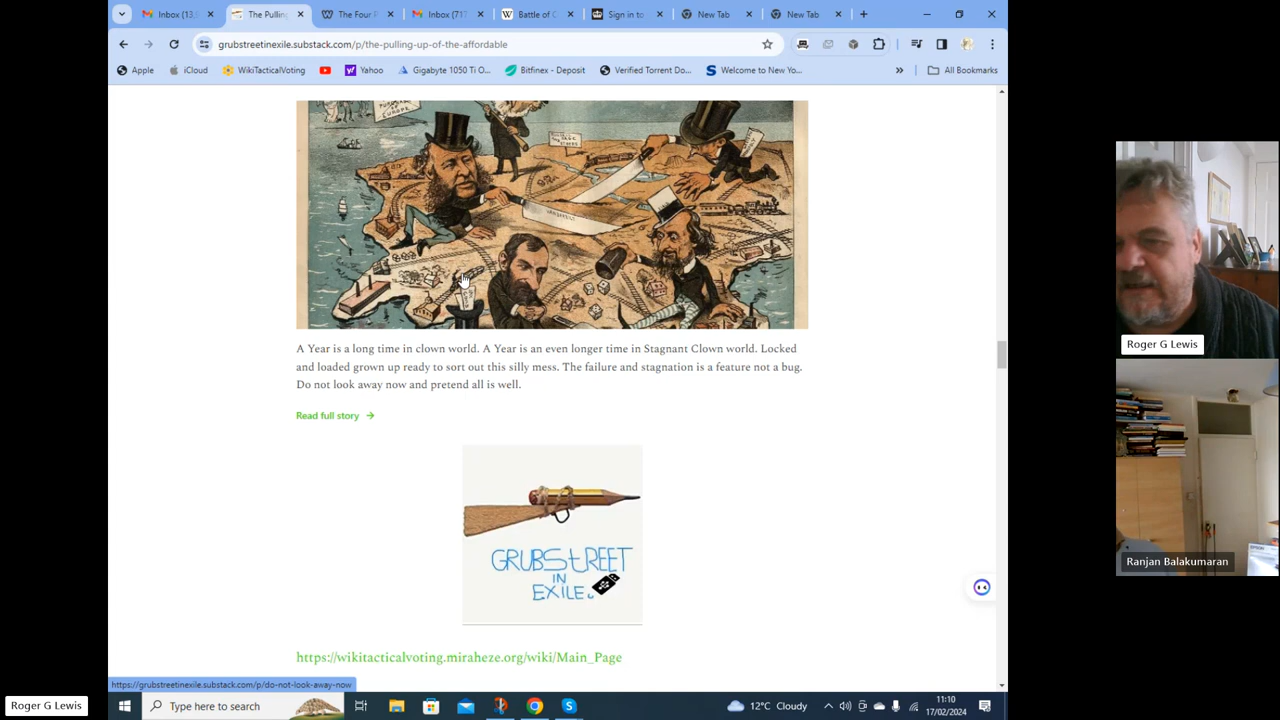 Inbox (13,
The Pulling
The Four P
Inbox (717
Battle of C
Sign in to
New Tab
New Tab
grubstreetinexile.substack.com/p/the-pulling-up-of-the-affordable
Apple
iCloud
WikiTacticalVoting
Yahoo
Gigabyte 1050 Ti O...
Bitfinex - Deposit
Verified Torrent Do...
Welcome to New Yo...
»
All Bookmarks
EUROPE
A Year is a long time in clown world. A Year is an even longer time in Stagnant Clown world. Locked
and loaded grown up ready to sort out this silly mess. The failure and stagnation is a feature not a bug.
Do not look away now and pretend all is well.
Read full story
GRUBSTREET
IN
EXILE.
https://wikitacticalvoting.miraheze.org/wiki/Main_Page
https://grubstreetinexile.substack.com/p/do-not-look-away-now
Type here to search
12°C Cloudy
11:10
17/02/2024
Roger G Lewis
Ranjan Balakumaran
Roger G Lewis